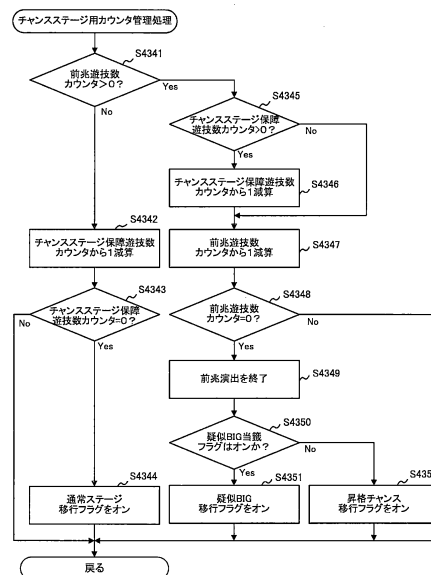 チャンスステージ用カウンタ管理処理
S4341
前兆遊技数
カウンタ>0?
Yes
No
S4345
チャンスステージ保障
遊技数カウンタ>0?
No
Yes
S4346
チャンスステージ保障遊技数
カウンタから1減算
S4342
チャンスステージ保障遊技数
カウンタから1減算
S4347
前兆遊技数
カウンタから1減算
S4343
チャンスステージ保障
遊技数カウンタ=0?
No
Yes
S4348
前兆遊技数
カウンタ=0?
No
Yes
S4349
前兆演出を終了
S4350
疑似BIG当籤
フラグはオンか?
No
Yes
S4344
通常ステージ
移行フラグをオン
S4351
疑似BIG
移行フラグをオン
S435
昇格チャンス
移行フラグをオン
戻る